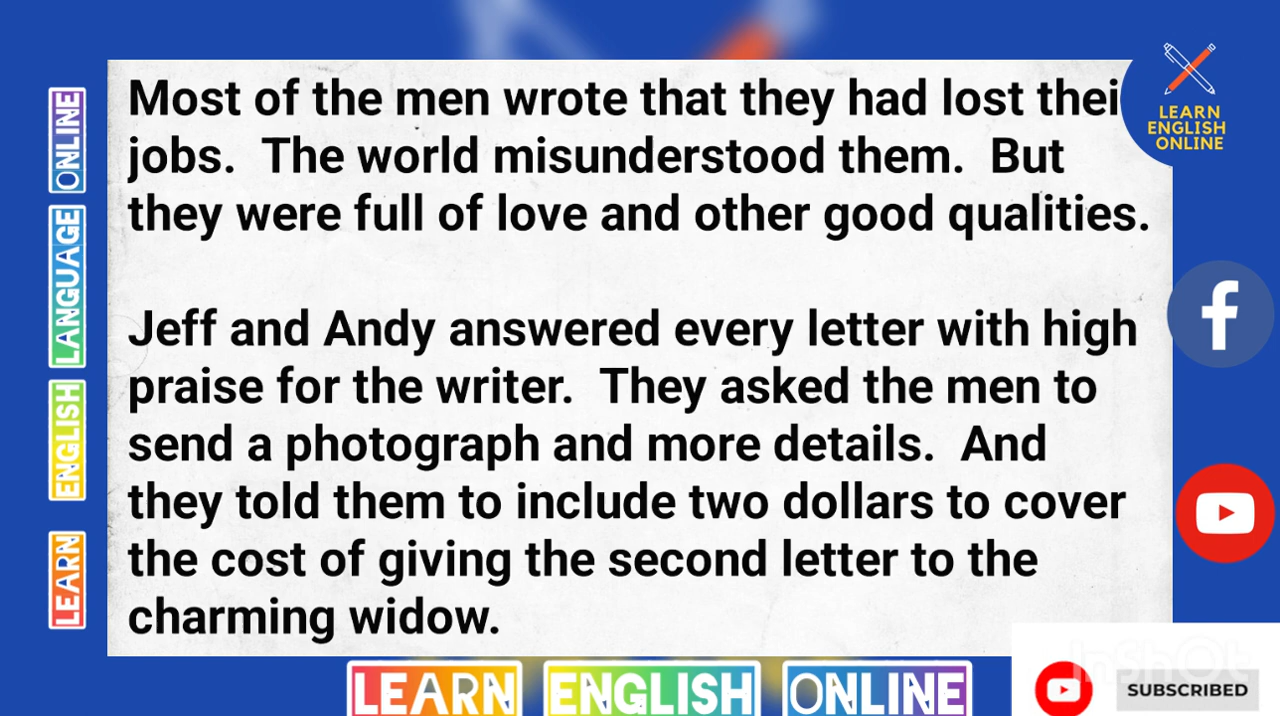 Most of the men wrote that they had lost thei
jobs. The world misunderstood them. But
they were full of love and other good qualities.
Jeff and Andy answered every letter with high
praise for the writer. They asked the men to
send a photograph and more details. And
they told them to include two dollars to cover
the cost of giving the second letter to the
charming widow.
LEARN
ENGLISH
ONLINE
LEARN ENGLISH LANGUAGE ONLINE
f
LEARN ENGLISH ONLINE
InShOt
SUBSCRIBED